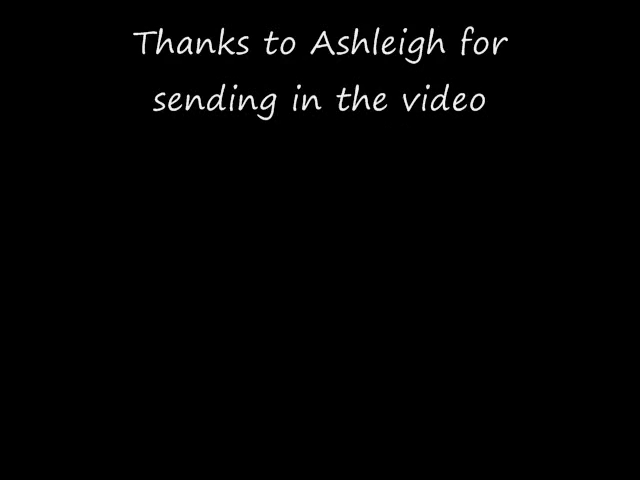 Thanks to Ashleigh for
sending in the video